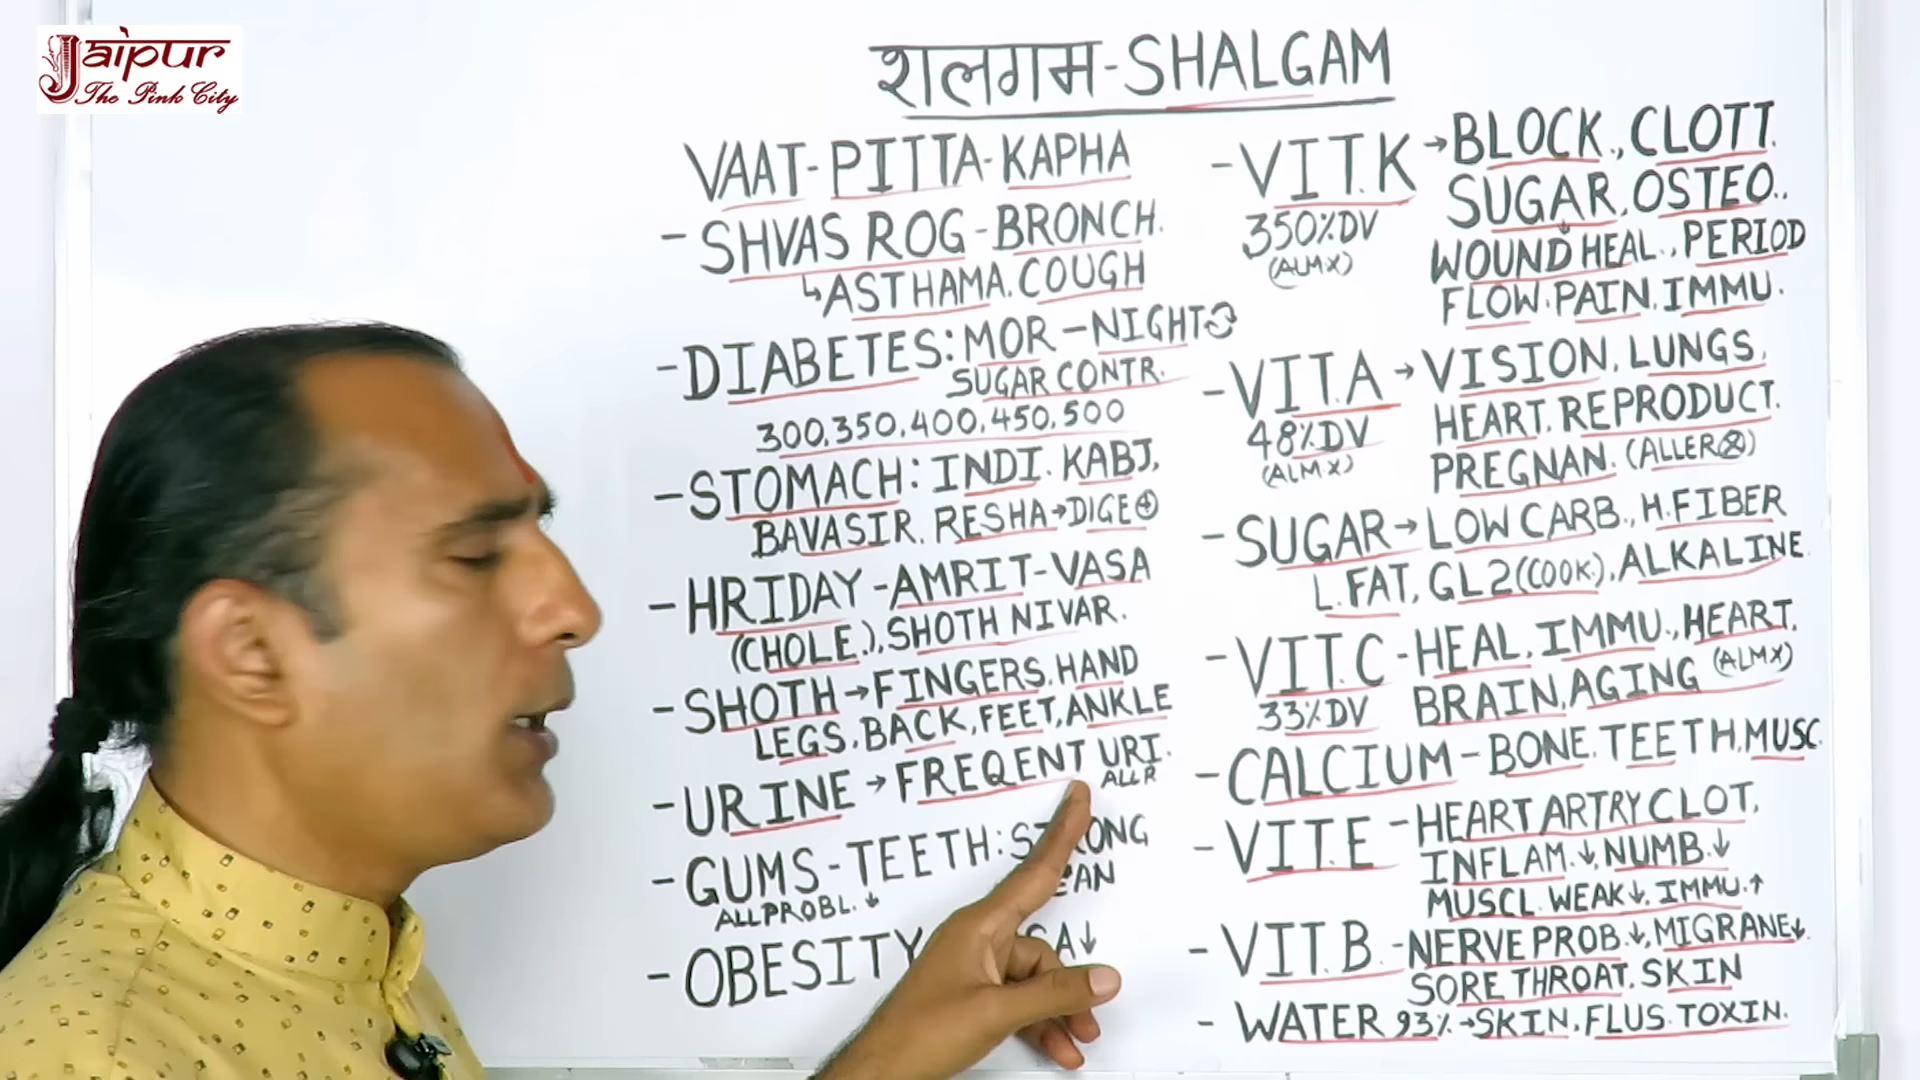 Jaipur
The Pink City
शलगम-SHALGAM
VAAT-PITTA-KAPHA
- SHVAS ROG-BRONCH.
↳ASTHAMA.COUGH
-DIABETES:MOR-NIGHT
SUGAR CONTR.
300,350,400,450,500
-STOMACH: INDI. KABJ,
BAVASIR. RESHA→DIGE⊕
-HRIDAY-AMRIT-VASA
(CHOLE.),SHOTH NIVAR.
-SHOTH→FINGERS,HAND
LEGS,BACK,FEET,ANKLE
-URINE→FREQENT URI.
ALLR
-GUMS-TEETH:
ALLPROBL.↓
-OBESITY
-VIT.K→BLOCK.,CLOTT.
350%DV
(ALMX)
SUGAR,OSTEO.,
WOUND HEAL.,PERIOD
FLOW.PAIN.IMMU.
-VIT.A→VISION,LUNGS,
48%DV
(ALMX)
HEART.REPRODUCT.
PREGNAN.(ALLER⊗)
-SUGAR→LOW CARB.,H.FIBER
L.FAT,GL2(COOK.),ALKALINE
-VIT.C-HEAL,IMMU.,HEART.
33%DV
BRAIN,AGING (ALMX)
-CALCIUM-BONE.TEETH.MUSC.
-VIT.E-HEART ARTRY CLOT,
INFLAM.↓,NUMB.↓
MUSCL.WEAK↓,IMMU.↑
-VIT.B.-NERVE PROB.↓,MIGRANE↓.
SORE THROAT.SKIN
- WATER 93%→SKIN,FLUS.TOXIN.